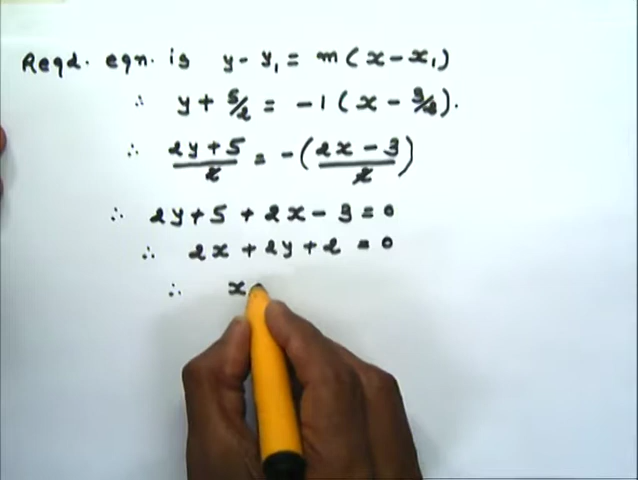 Reqd. eqn. is y - y₁ = m ( x - x₁ )
∴ y + 5/2 = -1 ( x - 3/2 ).
∴ 2y + 5 / 2 = - ( 2x - 3 / 2 )
∴ 2y + 5 + 2x - 3 = 0
∴ 2x + 2y + 2 = 0
∴ x